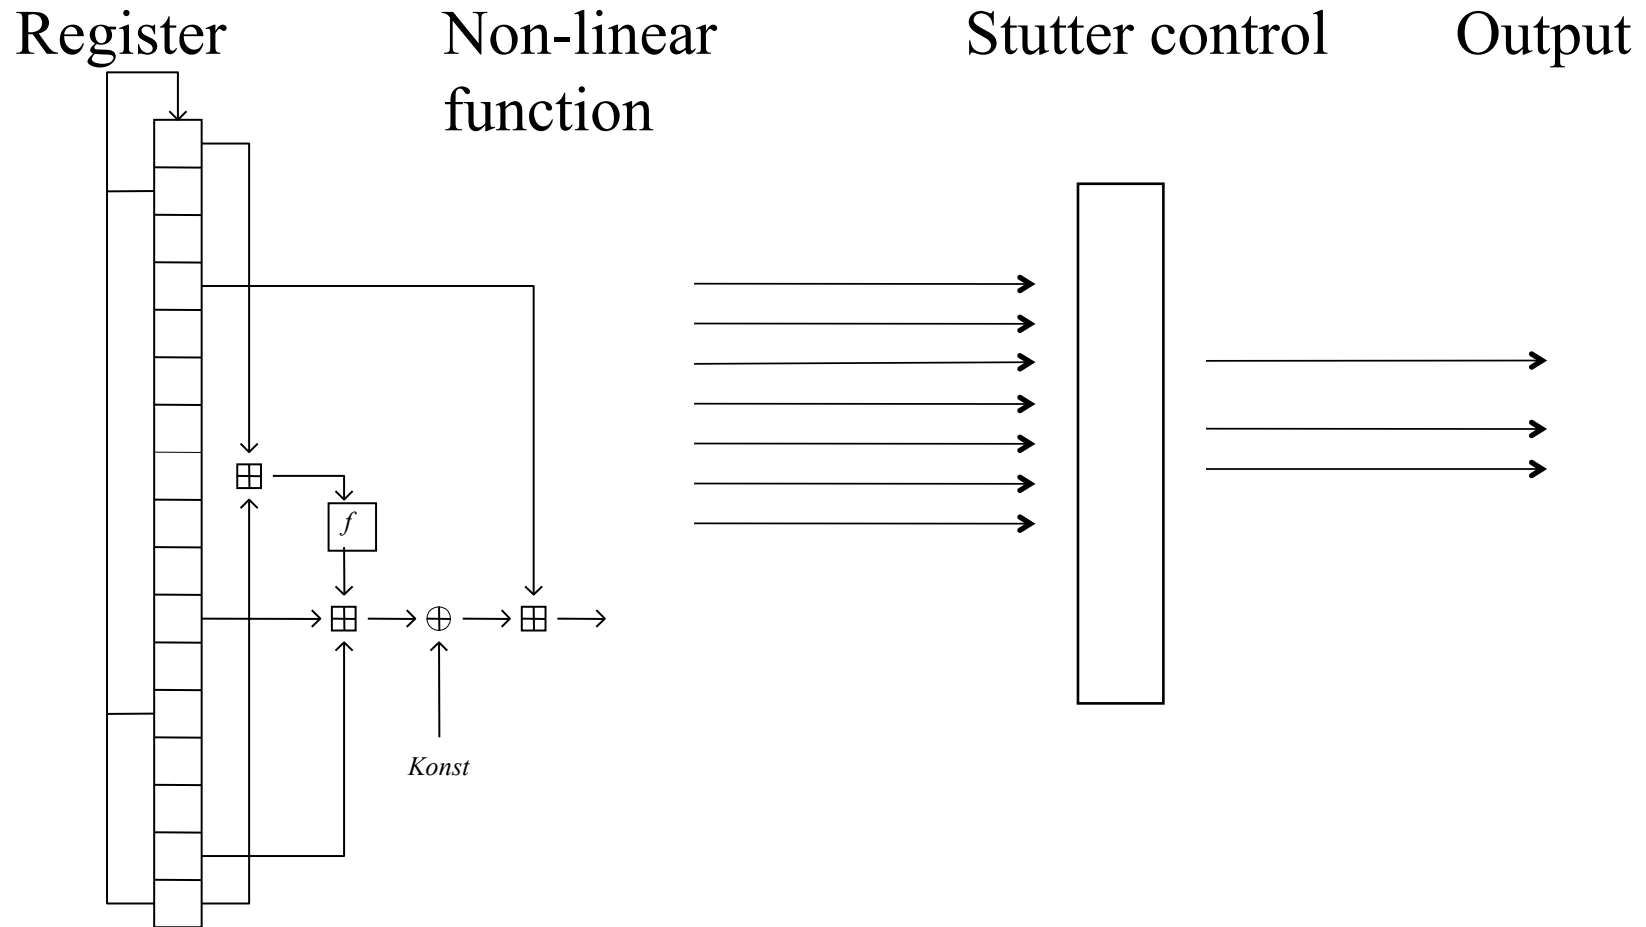 Register
Non-linear
function
Stutter control
Output
f
Konst